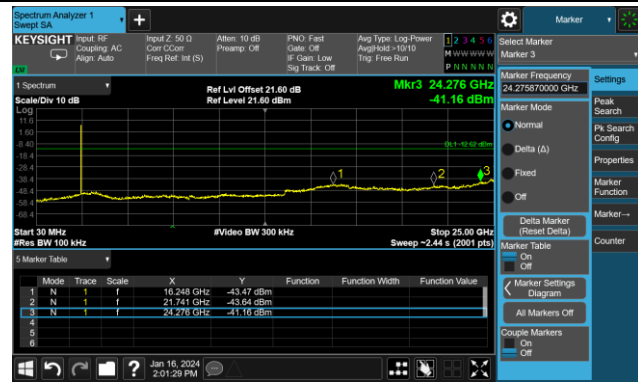 Spectrum Analyzer 1
Swept SA
Marker
KEYSIGHT
Input: RF
Coupling: AC
Align: Auto
Input Z: 50 Ω
Corr CCorr
Freq Ref: Int (S)
Atten: 10 dB
Preamp: Off
PNO: Fast
Gate: Off
IF Gain: Low
Sig Track: Off
Avg Type: Log-Power
Avg|Hold:>10/10
Trig: Free Run
1 2 3 4 5 6
M W W W W W
P N N N N N
Select Marker
Marker 3
1 Spectrum
Scale/Div 10 dB
Log
Ref Lvl Offset 21.60 dB
Ref Level 21.60 dBm
Mkr3 24.276 GHz
-41.16 dBm
11.6
1.60
-8.40
-18.4
-28.4
-38.4
-48.4
-58.4
-68.4
DL1 -12.62 dBm
1
2
3
Start 30 MHz
#Res BW 100 kHz
#Video BW 300 kHz
Stop 25.00 GHz
Sweep ~2.44 s (2001 pts)
5 Marker Table
Mode Trace Scale X Y Function Function Width Function Value
1 N 1 f 16.248 GHz -43.47 dBm
2 N 1 f 21.741 GHz -43.64 dBm
3 N 1 f 24.276 GHz -41.16 dBm
4
5
6
Marker Frequency
24.275870000 GHz
Marker Mode
Normal
Delta (Δ)
Fixed
Off
Delta Marker
(Reset Delta)
Marker Table
On
Off
Marker Settings
Diagram
All Markers Off
Couple Markers
On
Off
Settings
Peak
Search
Pk Search
Config
Properties
Marker
Function
Marker→
Counter
?
Jan 16, 2024
2:01:29 PM